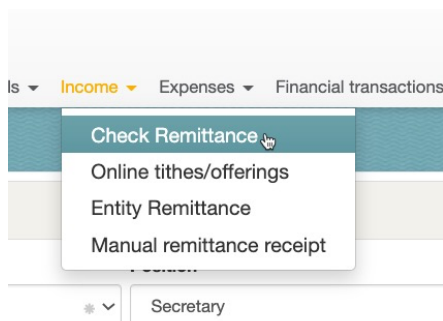 ls Income Expenses Financial transactions
Check Remittance
Online tithes/offerings
Entity Remittance
Manual remittance receipt
Position
Secretary